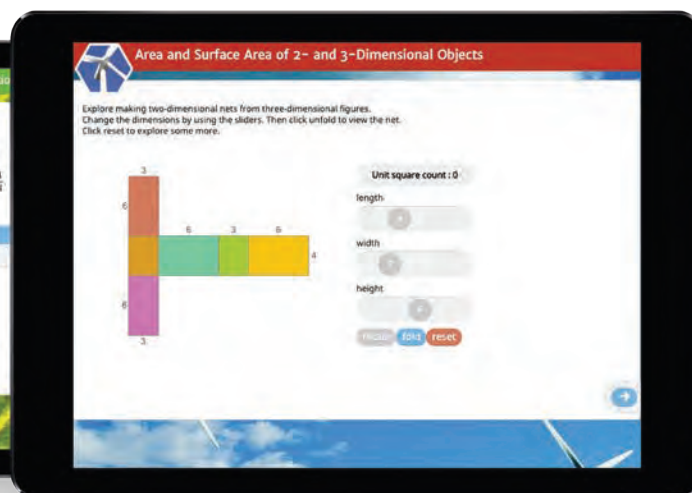 Area and Surface Area of 2- and 3-Dimensional Objects
Explore making two-dimensional nets from three-dimensional figures.
Change the dimensions by using the sliders. Then click unfold to view the net.
Click reset to explore some more.
3
6
6 3 6
4
6
3
Unit square count : 0
length
width
height
fold reset